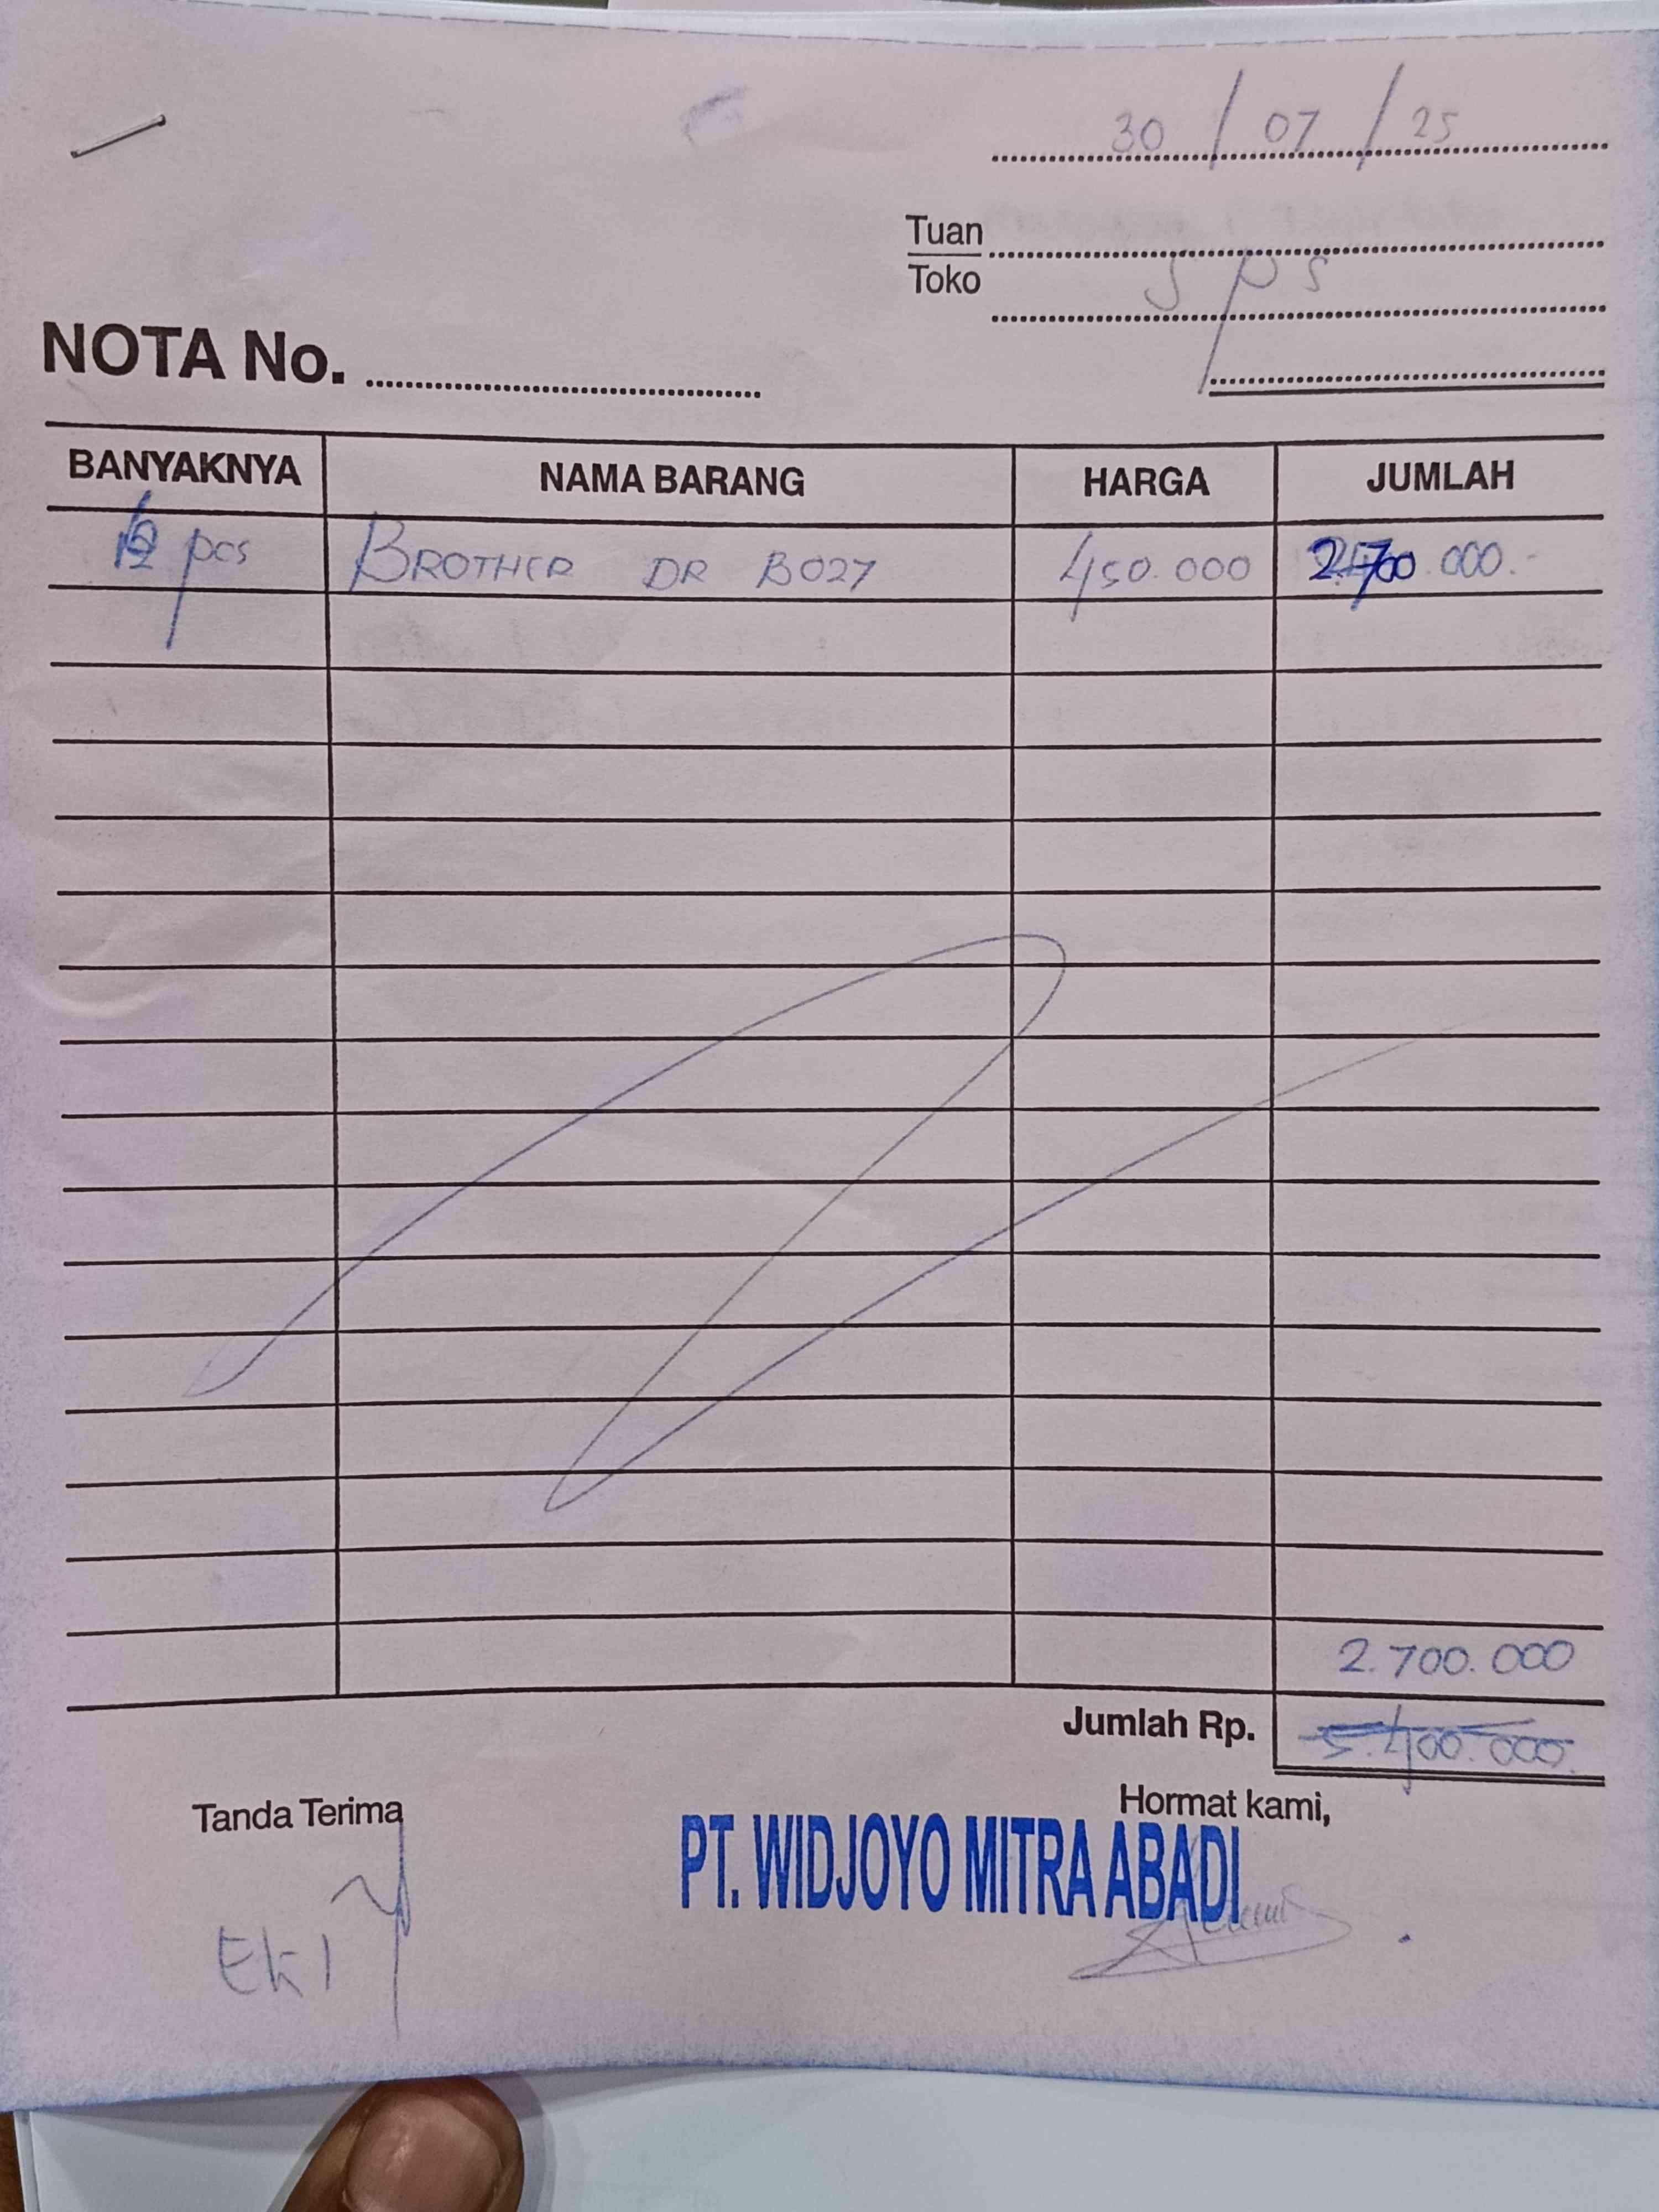 30 / 07 / 25
Tuan
Toko
sps
NOTA No.
BANYAKNYA NAMA BARANG HARGA JUMLAH
6 pcs BROTHER DR B027 450.000 2.700.000.-
2.700.000
Jumlah Rp. 5.400.000.
Tanda Terima Hormat kami,
PT. WIDJOYO MITRA ABADI
Eki